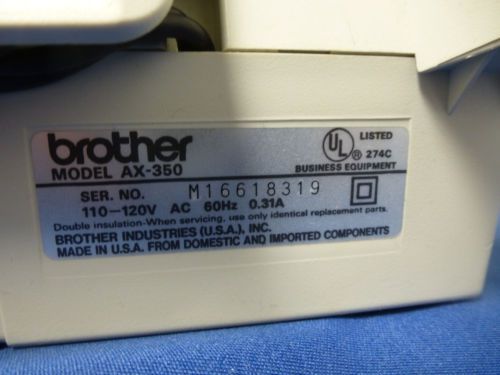 brother
MODEL AX-350
UL ® LISTED
274C
BUSINESS EQUIPMENT
SER. NO. M16618319
110-120V AC 60Hz 0.31A
Double insulation-When servicing, use only identical replacement parts.
BROTHER INDUSTRIES (U.S.A.), INC.
MADE IN U.S.A. FROM DOMESTIC AND IMPORTED COMPONENTS